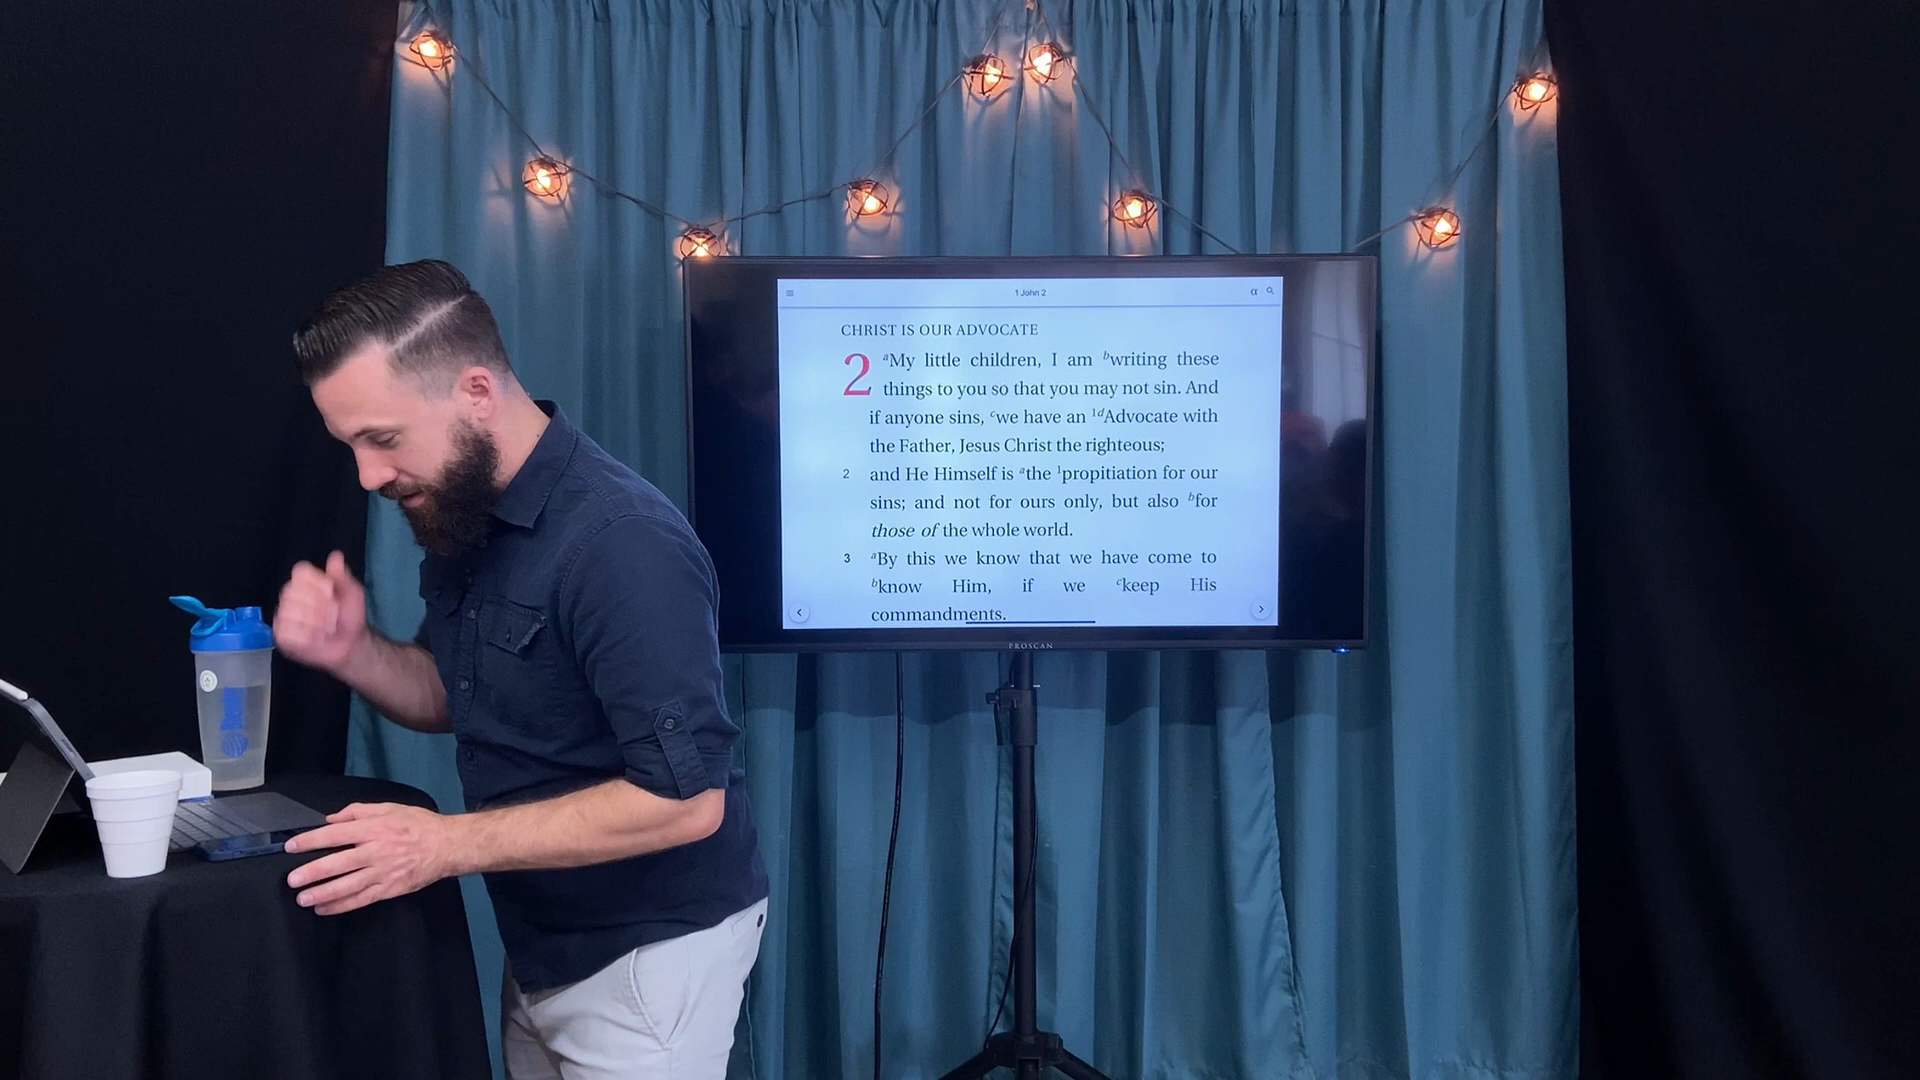 1 John 2
α
CHRIST IS OUR ADVOCATE
2 aMy little children, I am bwriting these
things to you so that you may not sin. And
if anyone sins, cwe have an 1dAdvocate with
the Father, Jesus Christ the righteous;
2 and He Himself is athe 1propitiation for our
sins; and not for ours only, but also bfor
those of the whole world.
3 aBy this we know that we have come to
bknow Him, if we ckeep His
commandments.
PROSCAN